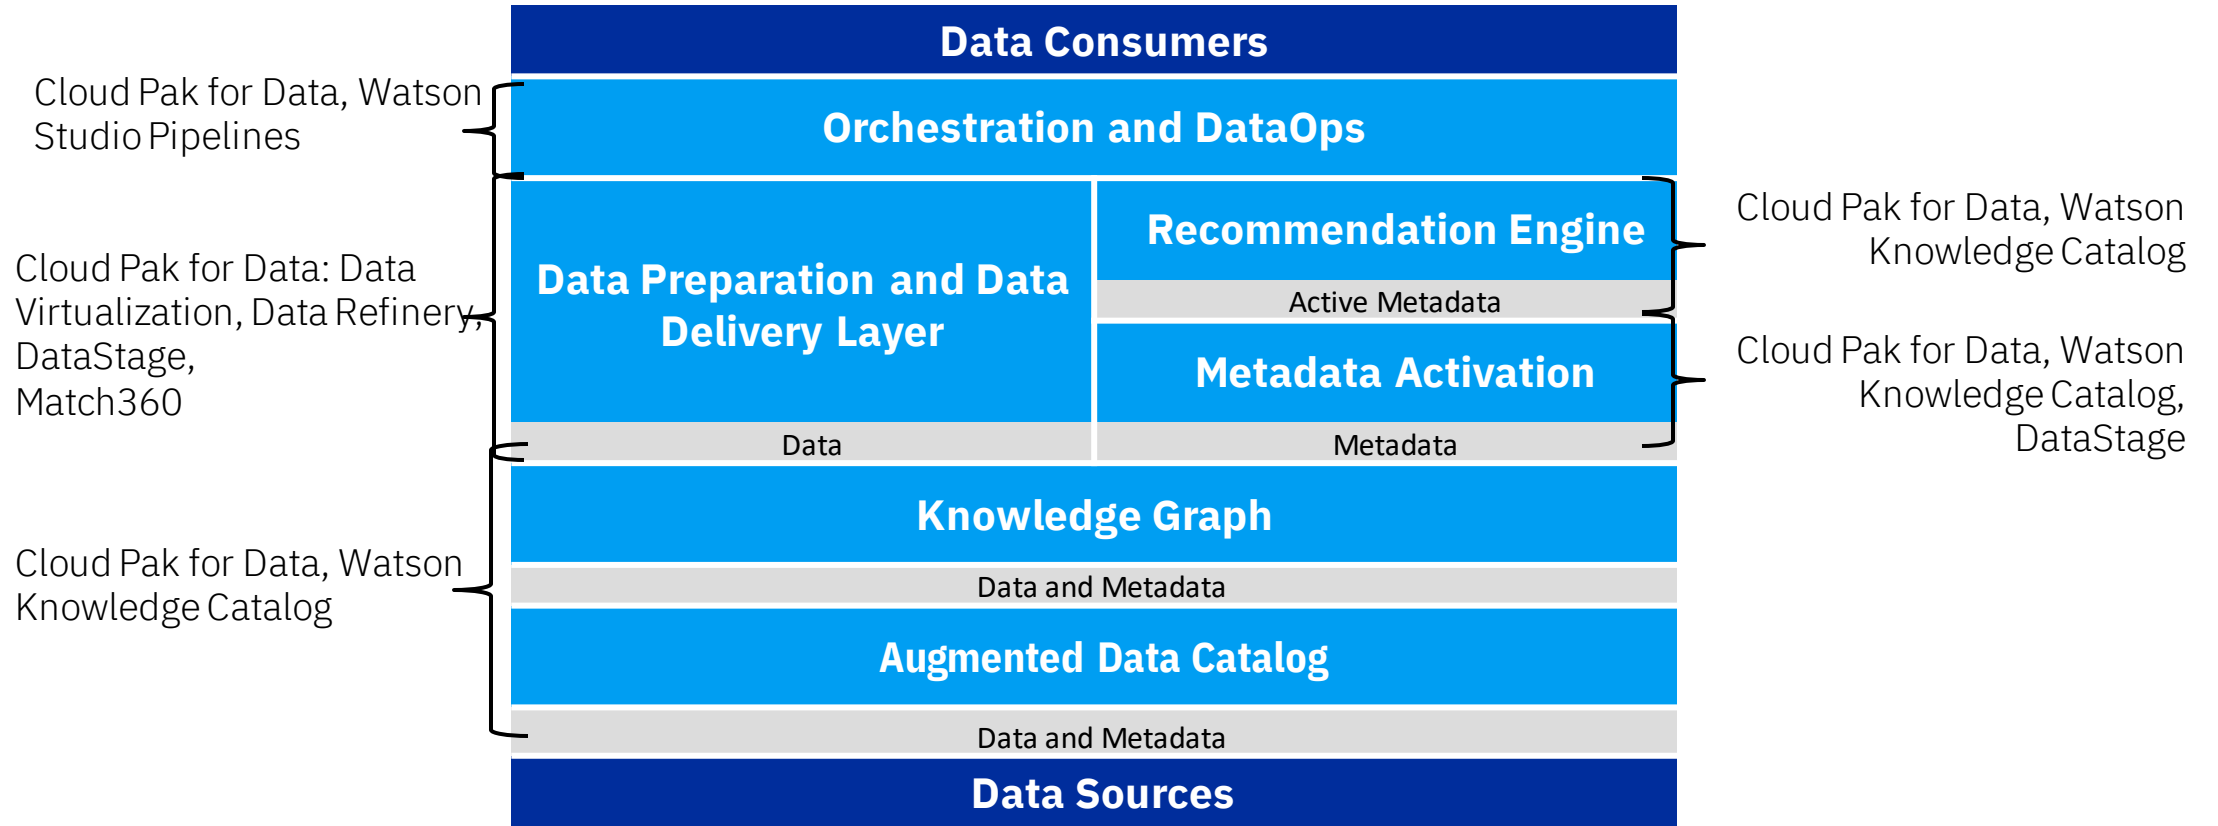 Data Consumers
Cloud Pak for Data, Watson
Studio Pipelines
Orchestration and DataOps
Cloud Pak for Data: Data
Virtualization, Data Refinery,
DataStage,
Match360
Data Preparation and Data
Delivery Layer
Data
Recommendation Engine
Active Metadata
Cloud Pak for Data, Watson
Knowledge Catalog
Metadata Activation
Metadata
Cloud Pak for Data, Watson
Knowledge Catalog,
DataStage
Cloud Pak for Data, Watson
Knowledge Catalog
Knowledge Graph
Data and Metadata
Augmented Data Catalog
Data and Metadata
Data Sources